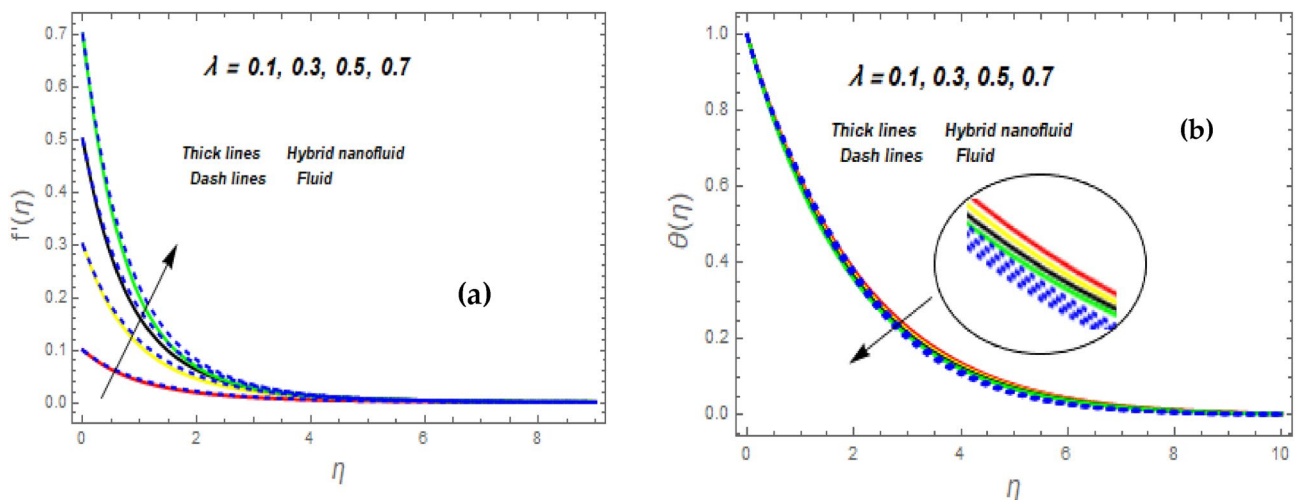 0.7
λ = 0.1, 0.3, 0.5, 0.7
0.6
0.5
Thick lines Hybrid nanofluid
Dash lines Fluid
0.4
f'(η)
0.3
(a)
0.2
0.1
0.0
0 2 4 6 8
η
1.0
λ = 0.1, 0.3, 0.5, 0.7
(b)
0.8
Thick lines Hybrid nanofluid
Dash lines Fluid
0.6
θ(η)
0.4
0.2
0.0
0 2 4 6 8 10
η